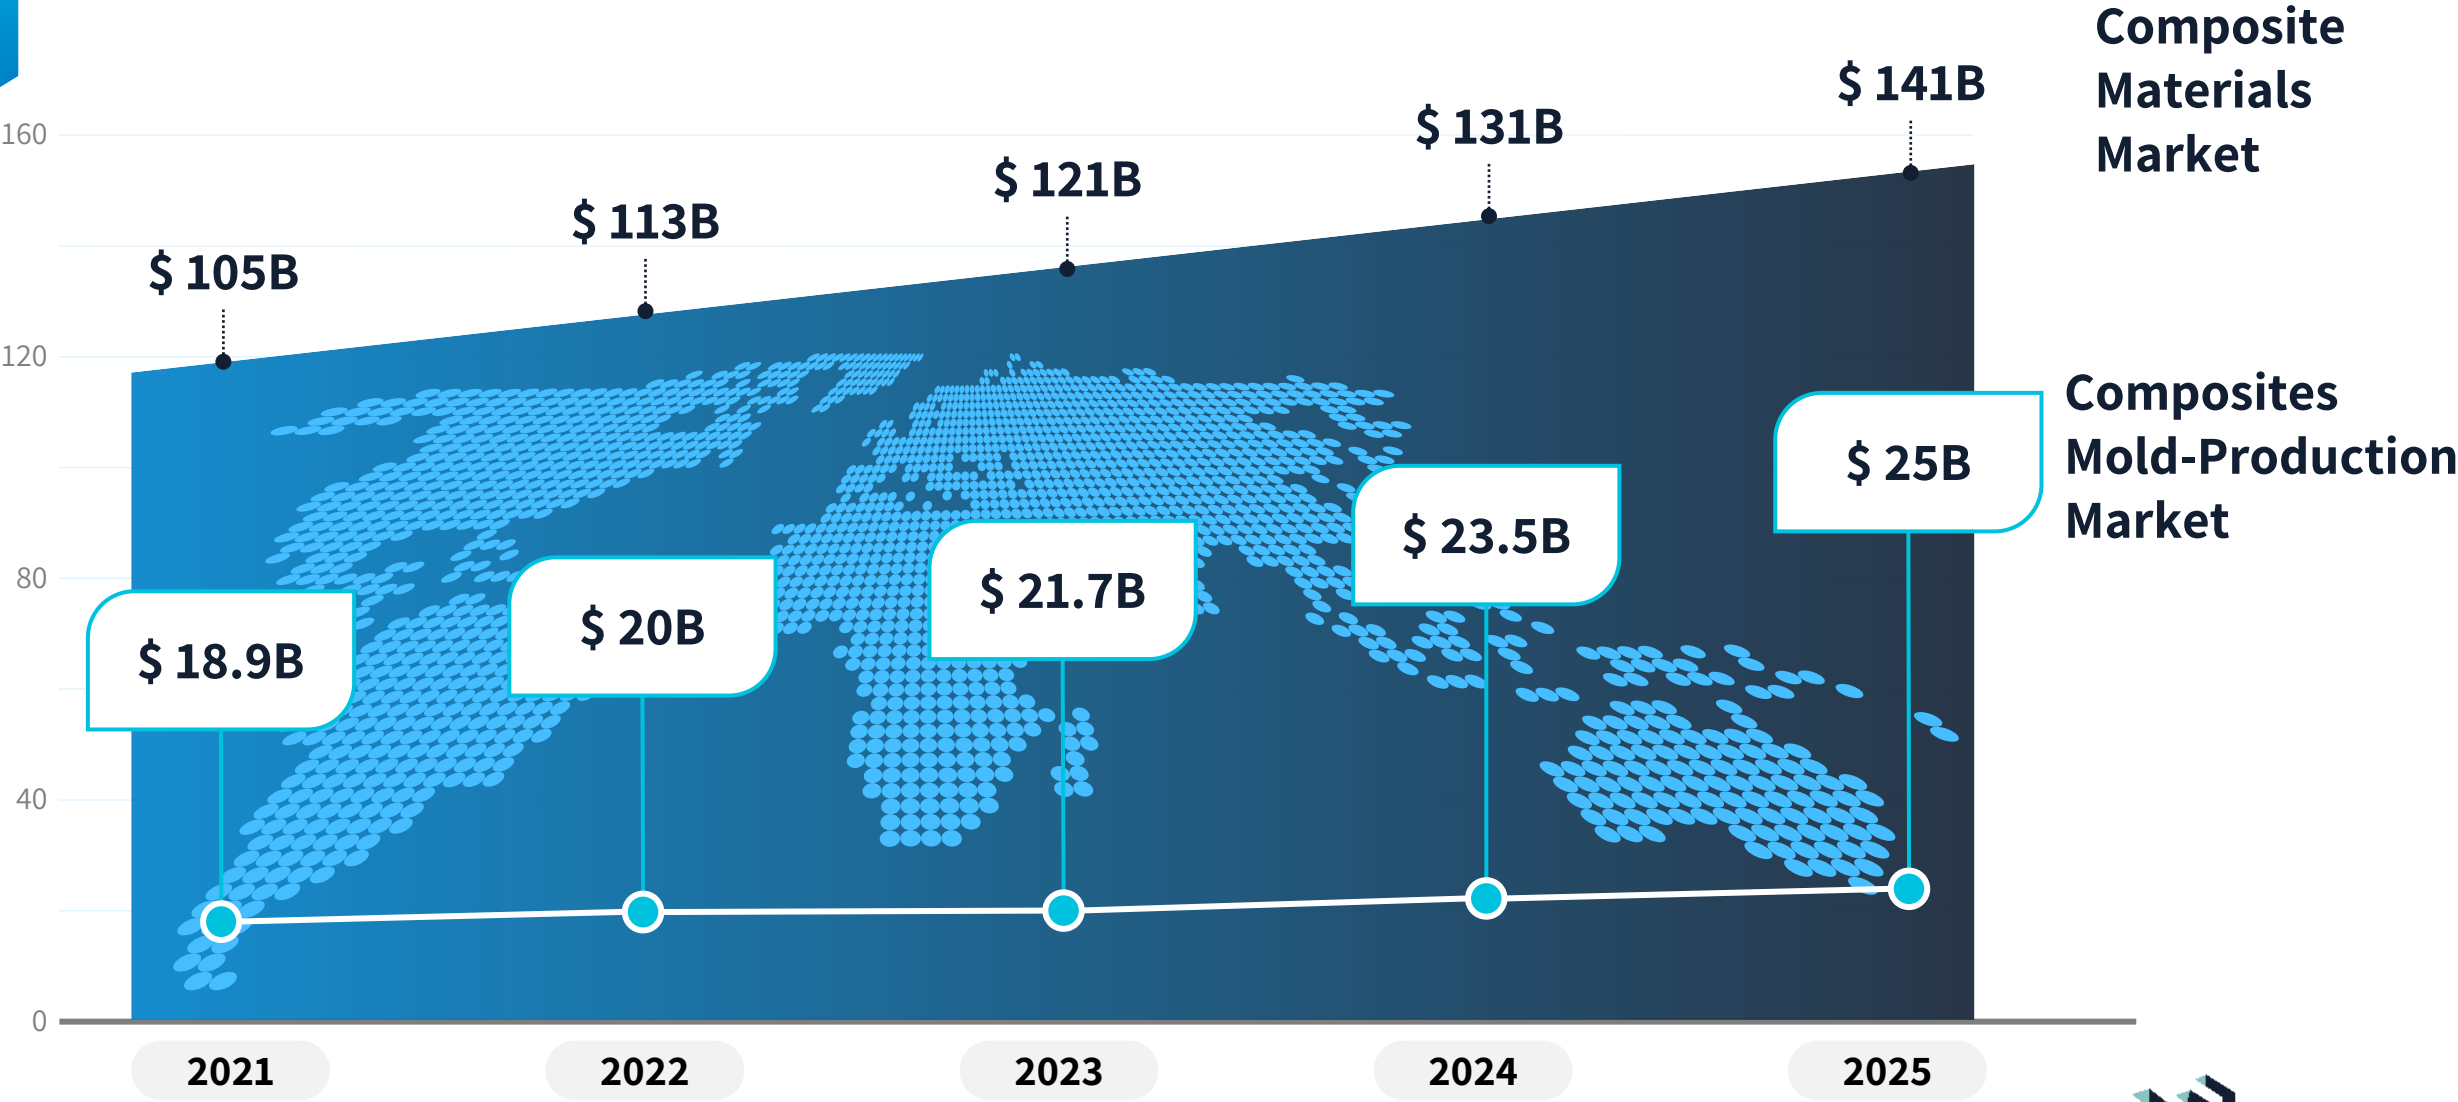 Composite
Materials
Market
$ 141B
$ 131B
160
$ 121B
$ 113B
$ 105B
120
Composites
Mold-Production
Market
$ 25B
$ 23.5B
80
$ 21.7B
$ 20B
$ 18.9B
40
0
2021
2022
2023
2024
2025